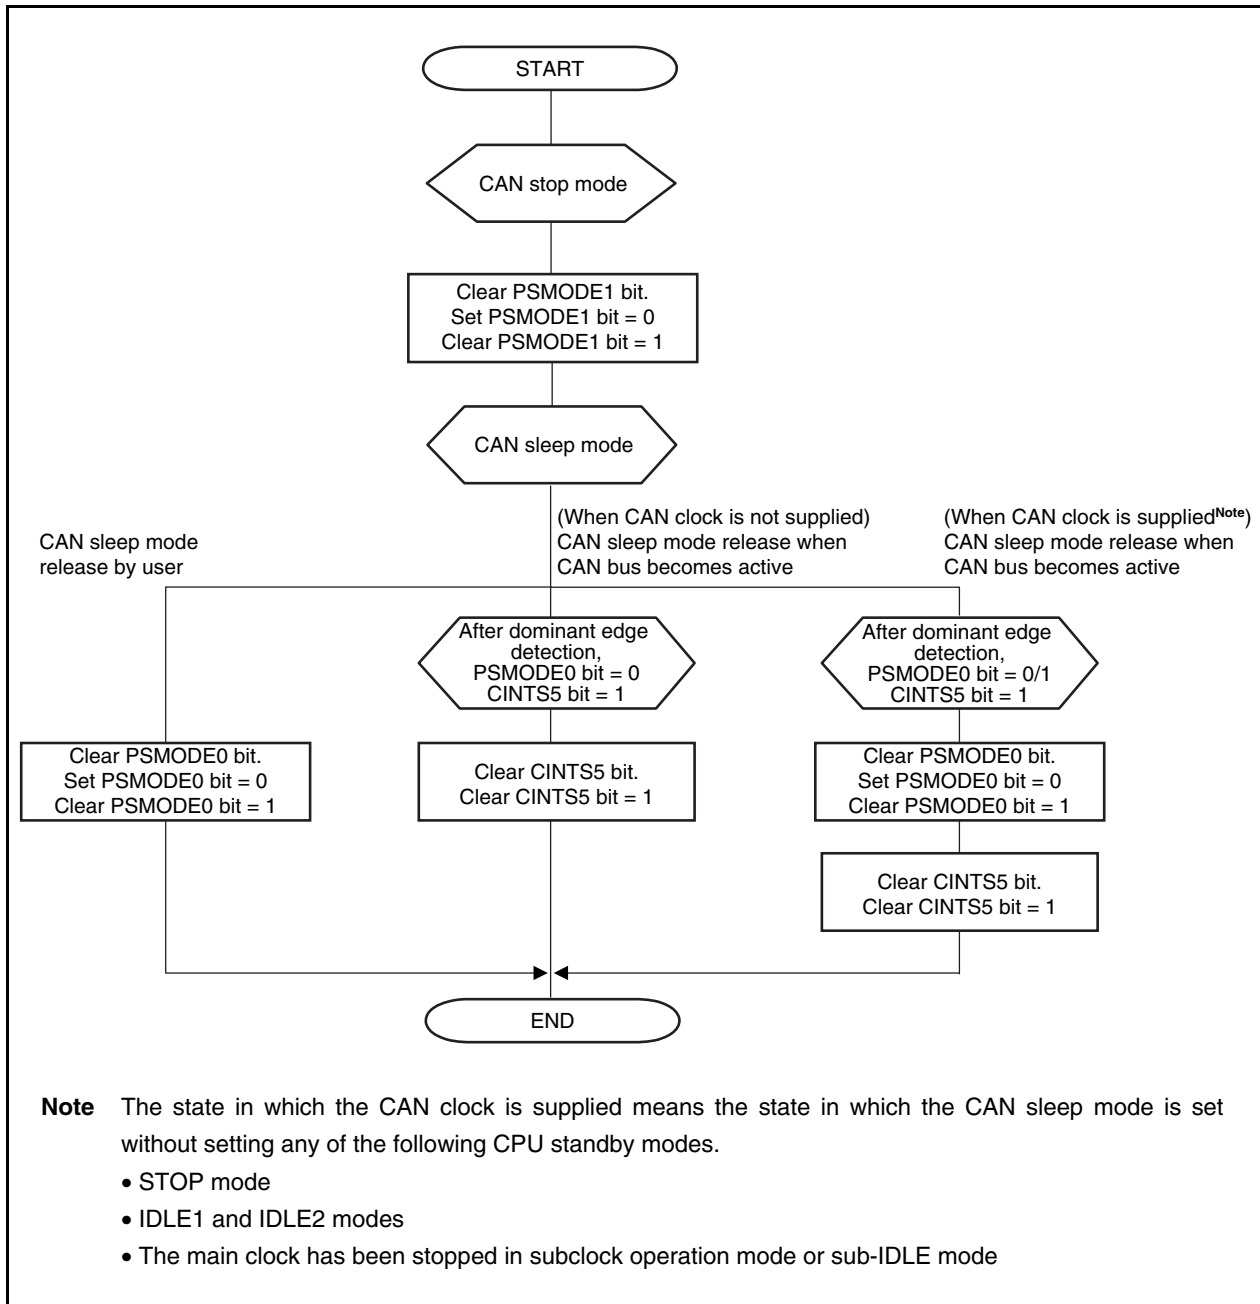 START
CAN stop mode
Clear PSMODE1 bit.
Set PSMODE1 bit = 0
Clear PSMODE1 bit = 1
CAN sleep mode
CAN sleep mode
release by user
(When CAN clock is not supplied)
CAN sleep mode release when
CAN bus becomes active
(When CAN clock is suppliedNote)
CAN sleep mode release when
CAN bus becomes active
After dominant edge
detection,
PSMODE0 bit = 0
CINTS5 bit = 1
After dominant edge
detection,
PSMODE0 bit = 0/1
CINTS5 bit = 1
Clear PSMODE0 bit.
Set PSMODE0 bit = 0
Clear PSMODE0 bit = 1
Clear CINTS5 bit.
Clear CINTS5 bit = 1
Clear PSMODE0 bit.
Set PSMODE0 bit = 0
Clear PSMODE0 bit = 1
Clear CINTS5 bit.
Clear CINTS5 bit = 1
END
Note The state in which the CAN clock is supplied means the state in which the CAN sleep mode is set
without setting any of the following CPU standby modes.
• STOP mode
• IDLE1 and IDLE2 modes
• The main clock has been stopped in subclock operation mode or sub-IDLE mode